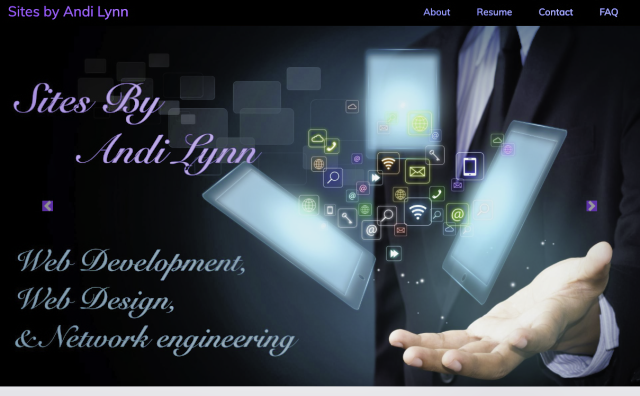 Sites by Andi Lynn
About Resume Contact FAQ
Sites By
Andi Lynn
Web Development,
Web Design,
&Network engineering